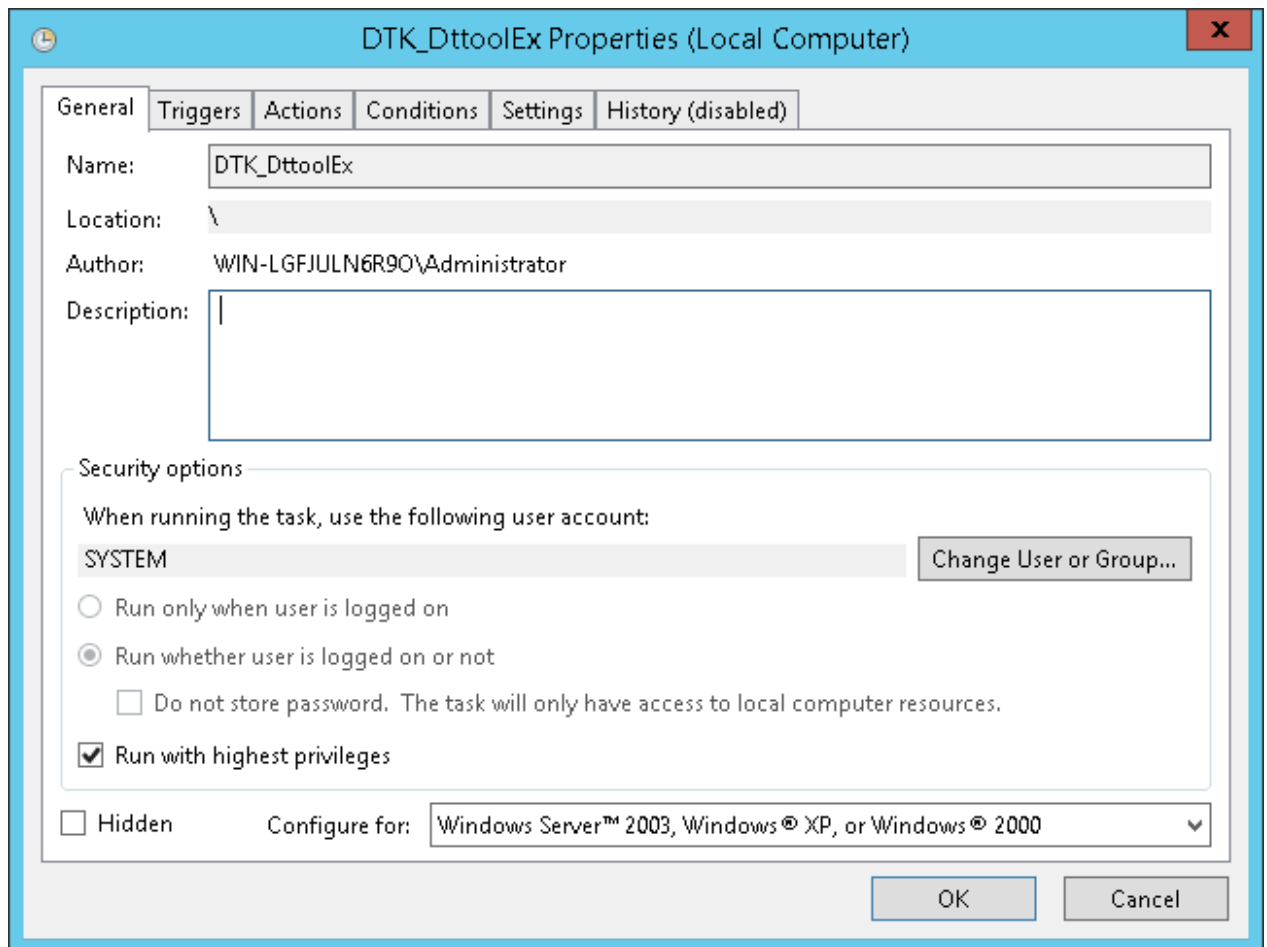 DTK_DttoolEx Properties (Local Computer)
x
General Triggers Actions Conditions Settings History (disabled)
Name: DTK_DttoolEx
Location: \
Author: WIN-LGFJULN6R9O\Administrator
Description:
Security options
When running the task, use the following user account:
SYSTEM Change User or Group...
Run only when user is logged on
Run whether user is logged on or not
Do not store password. The task will only have access to local computer resources.
Run with highest privileges
Hidden Configure for: Windows Server™ 2003, Windows® XP, or Windows® 2000
OK Cancel